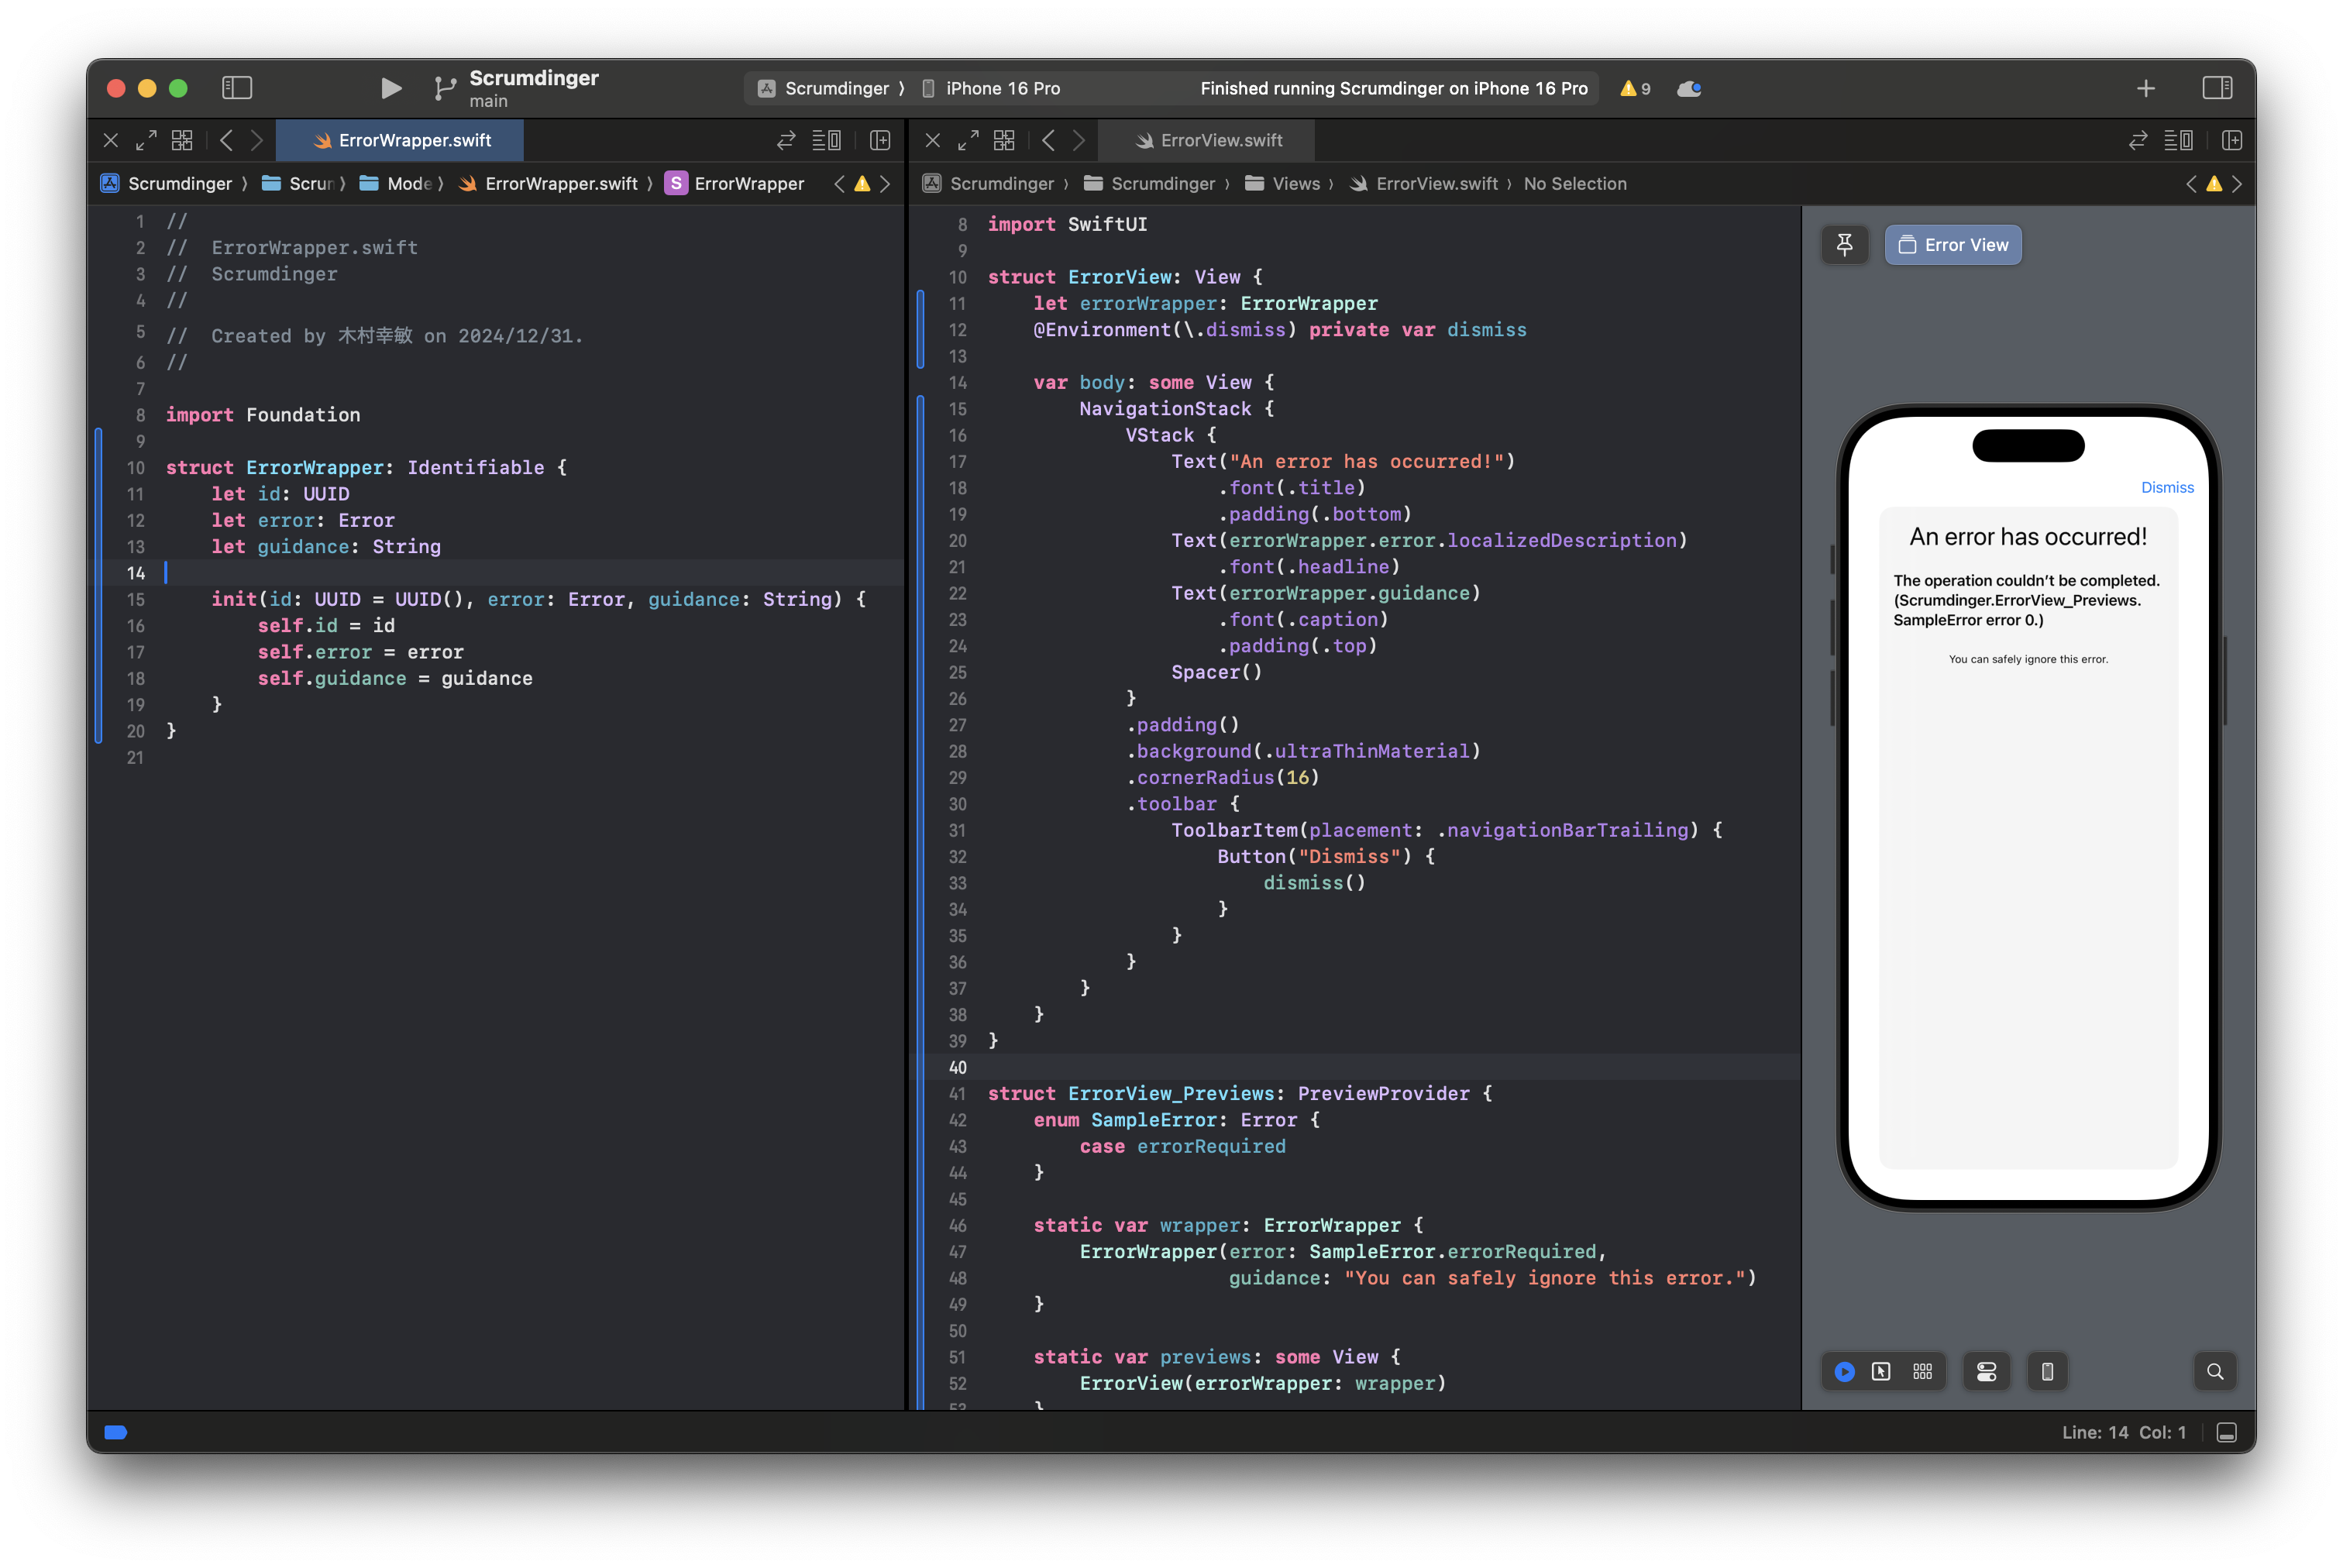 Scrumdinger
main
Scrumdinger 〉 iPhone 16 Pro
Finished running Scrumdinger on iPhone 16 Pro
9
ErrorWrapper.swift
Scrumdinger 〉 Scrun 〉 Mode 〉 ErrorWrapper.swift 〉 S ErrorWrapper
1 //
2 //  ErrorWrapper.swift
3 //  Scrumdinger
4 //
5 //  Created by 木村幸敏 on 2024/12/31.
6 //
7
8 import Foundation
9
10 struct ErrorWrapper: Identifiable {
11     let id: UUID
12     let error: Error
13     let guidance: String
14
15     init(id: UUID = UUID(), error: Error, guidance: String) {
16         self.id = id
17         self.error = error
18         self.guidance = guidance
19     }
20 }
21
ErrorView.swift
Scrumdinger 〉 Scrumdinger 〉 Views 〉 ErrorView.swift 〉 No Selection
8 import SwiftUI
9
10 struct ErrorView: View {
11     let errorWrapper: ErrorWrapper
12     @Environment(\.dismiss) private var dismiss
13
14     var body: some View {
15         NavigationStack {
16             VStack {
17                 Text("An error has occurred!")
18                     .font(.title)
19                     .padding(.bottom)
20                 Text(errorWrapper.error.localizedDescription)
21                     .font(.headline)
22                 Text(errorWrapper.guidance)
23                     .font(.caption)
24                     .padding(.top)
25                 Spacer()
26             }
27             .padding()
28             .background(.ultraThinMaterial)
29             .cornerRadius(16)
30             .toolbar {
31                 ToolbarItem(placement: .navigationBarTrailing) {
32                     Button("Dismiss") {
33                         dismiss()
34                     }
35                 }
36             }
37         }
38     }
39 }
40
41 struct ErrorView_Previews: PreviewProvider {
42     enum SampleError: Error {
43         case errorRequired
44     }
45
46     static var wrapper: ErrorWrapper {
47         ErrorWrapper(error: SampleError.errorRequired,
48                      guidance: "You can safely ignore this error.")
49     }
50
51     static var previews: some View {
52         ErrorView(errorWrapper: wrapper)
53     }
Error View
Dismiss
An error has occurred!
The operation couldn’t be completed.
(Scrumdinger.ErrorView_Previews.
SampleError error 0.)
You can safely ignore this error.
Line: 14 Col: 1